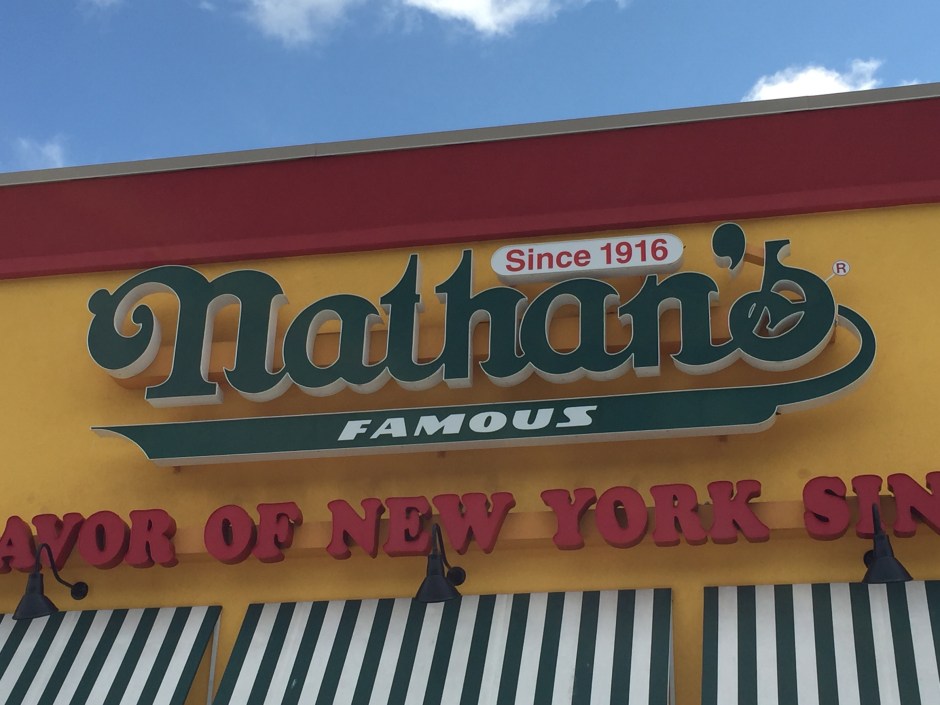 Since 1916
Nathan's ®
FAMOUS
AVOR OF NEW YORK SIN